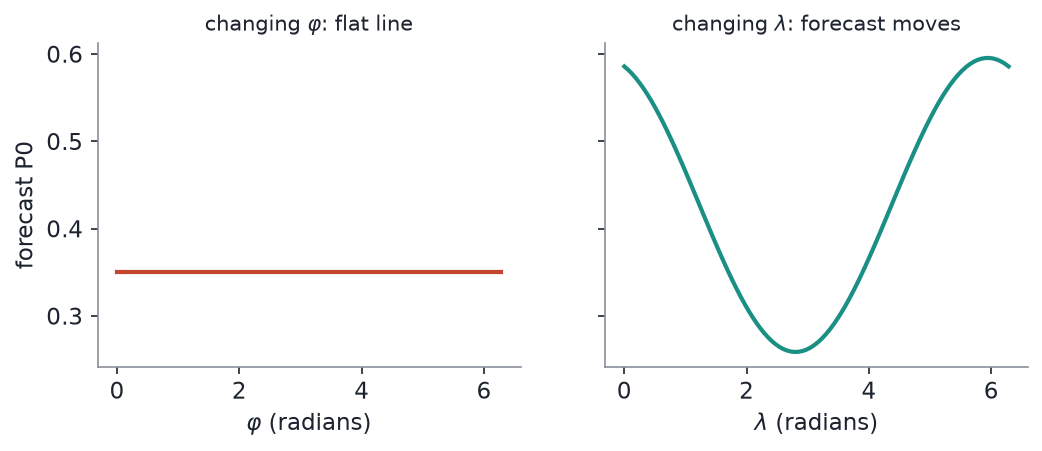 changing φ: flat line
changing λ: forecast moves
forecast P0
0.6
0.5
0.4
0.3
0 2 4 6
0 2 4 6
φ (radians)
λ (radians)